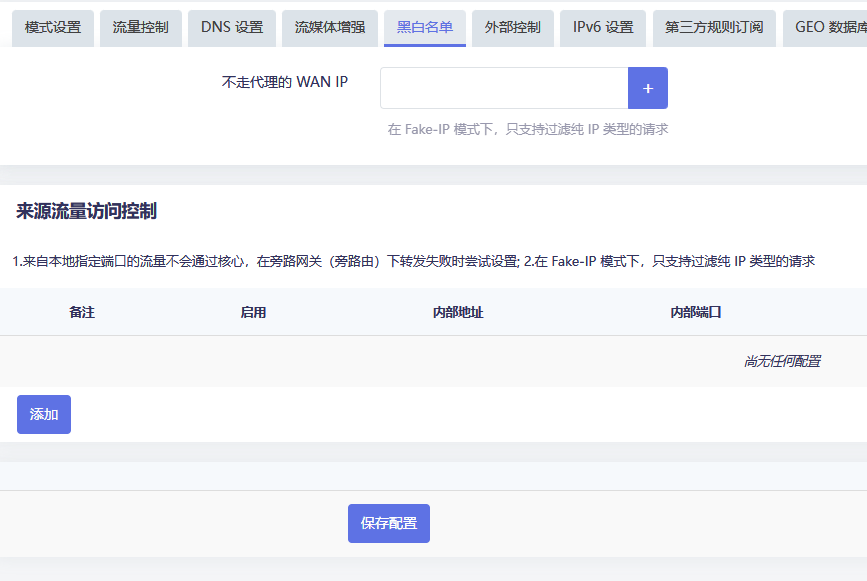 模式设置 流量控制 DNS 设置 流媒体增强 黑白名单 外部控制 IPv6 设置 第三方规则订阅 GEO 数据库
不走代理的 WAN IP
+
在 Fake-IP 模式下，只支持过滤纯 IP 类型的请求
来源流量访问控制
1.来自本地指定端口的流量不会通过核心，在旁路网关（旁路由）下转发失败时尝试设置; 2.在 Fake-IP 模式下，只支持过滤纯 IP 类型的请求
备注 启用 内部地址 内部端口
尚无任何配置
添加
保存配置